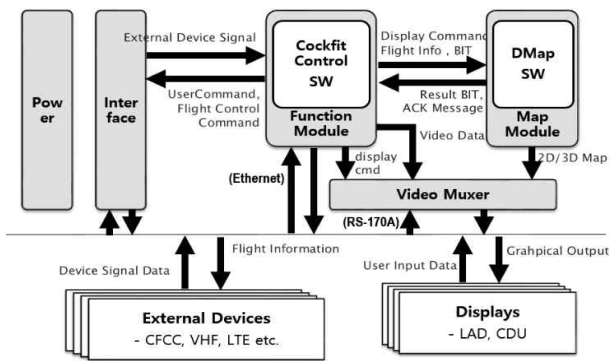 External Device Signal
Cockfit
Control
SW
Display Command
Flight Info , BIT
DMap
SW
Pow
er
Inter
face
UserCommand,
Flight Control
Command
Function
Module
Result BIT,
ACK Message
Map
Module
Video Data
(Ethernet)
display
cmd
2D/3D Map
Video Muxer
(RS-170A)
Flight Information
Device Signal Data
User Input Data
Grahpical Output
External Devices
- CFCC, VHF, LTE etc.
Displays
- LAD, CDU